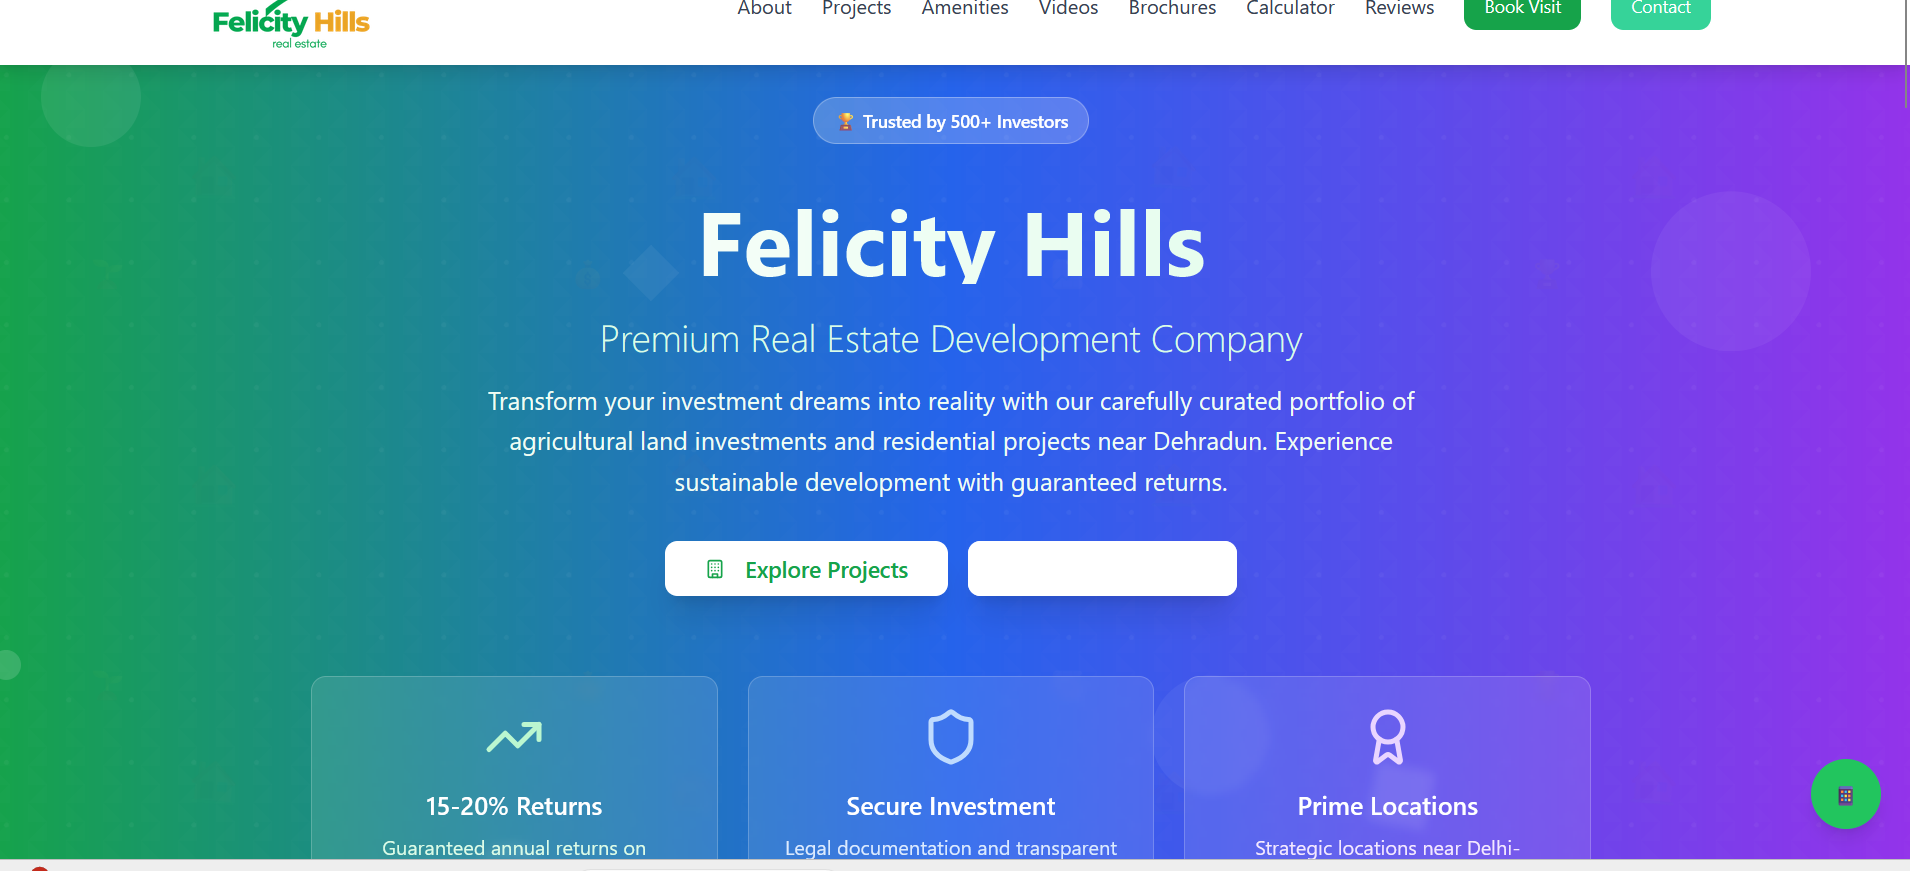 Felicity Hills
real estate
About Projects Amenities Videos Brochures Calculator Reviews Book Visit Contact
Trusted by 500+ Investors
Felicity Hills
Premium Real Estate Development Company
Transform your investment dreams into reality with our carefully curated portfolio of
agricultural land investments and residential projects near Dehradun. Experience
sustainable development with guaranteed returns.
Explore Projects
15-20% Returns
Guaranteed annual returns on
Secure Investment
Legal documentation and transparent
Prime Locations
Strategic locations near Delhi-